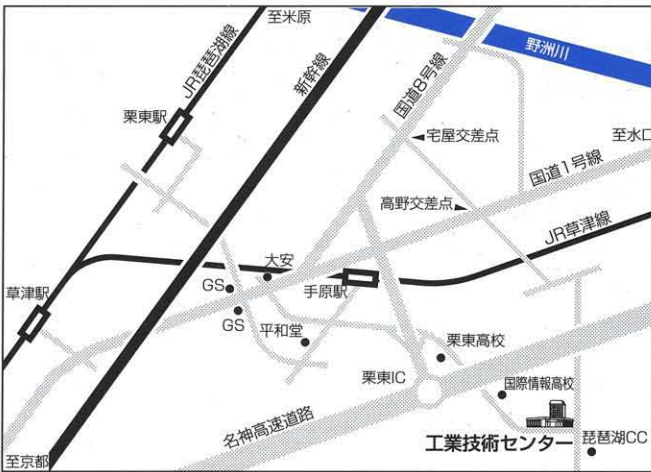 至米原
JR琵琶湖線
新幹線
国道8号線
野洲川
栗東駅
宅屋交差点
至水口
国道1号線
高野交差点
JR草津線
大安
草津駅
GS
手原駅
GS
平和堂
栗東高校
栗東IC
国際情報高校
名神高速道路
工業技術センター
琵琶湖CC
至京都